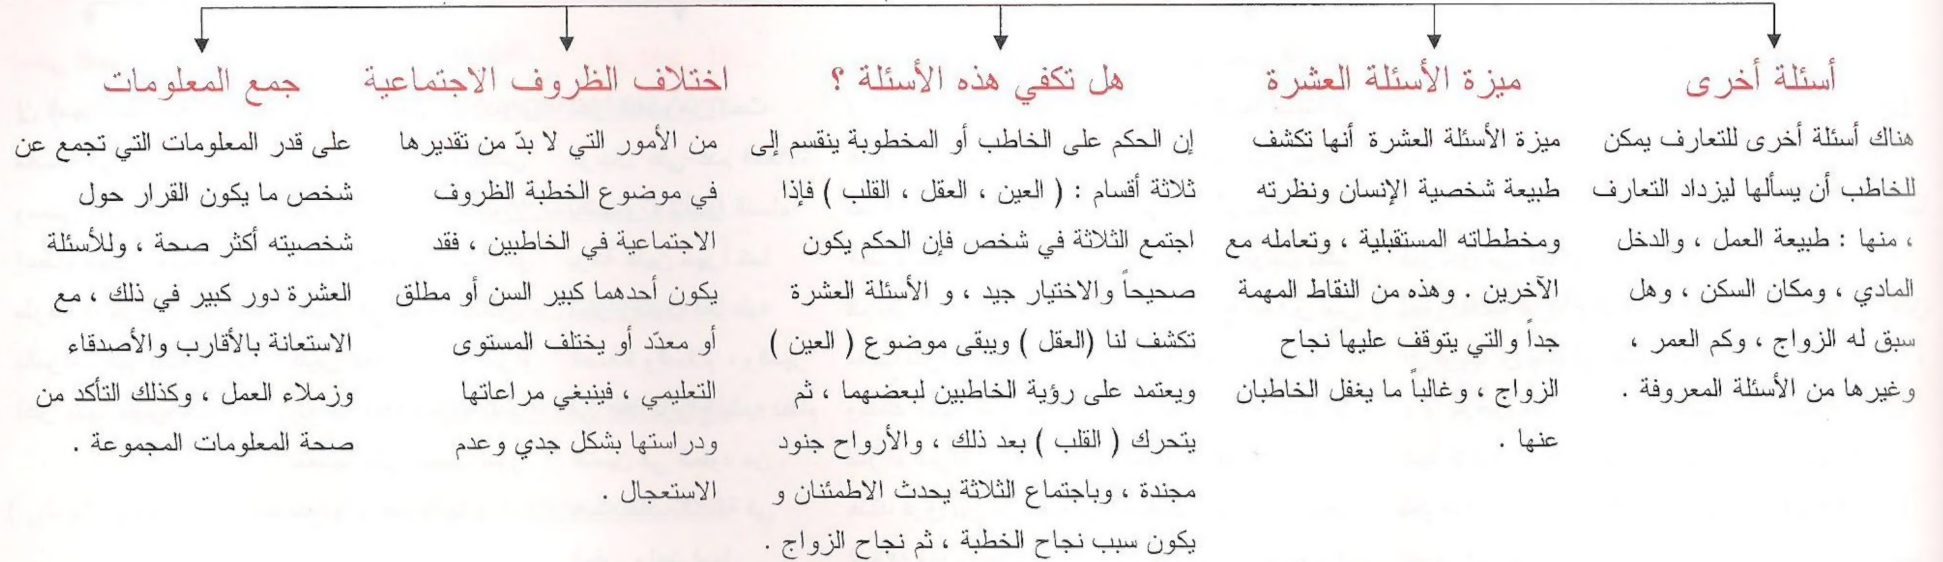 أسئلة أخرى
هناك أسئلة أخرى للتعارف يمكن
للخاطب أن يسألها ليزداد التعارف
، منها : طبيعة العمل ، والدخل
المادي ، ومكان السكن ، وهل
سبق له الزواج ، وكم العمر ،
وغيرها من الأسئلة المعروفة .
ميزة الأسئلة العشرة
ميزة الأسئلة العشرة أنها تكشف
طبيعة شخصية الإنسان ونظرته
ومخططاته المستقبلية ، وتعامله مع
الآخرين . وهذه من النقاط المهمة
جداً والتي يتوقف عليها نجاح
الزواج ، وغالباً ما يغفل الخاطبان
عنها .
هل تكفي هذه الأسئلة ؟
إن الحكم على الخاطب أو المخطوبة ينقسم إلى
ثلاثة أقسام : ( العين ، العقل ، القلب ) فإذا
اجتمع الثلاثة في شخص فإن الحكم يكون
صحيحاً والاختيار جيد ، و الأسئلة العشرة
تكشف لنا (العقل ) ويبقى موضوع ( العين )
ويعتمد على رؤية الخاطبين لبعضهما ، ثم
يتحرك ( القلب ) بعد ذلك ، والأرواح جنود
مجندة ، وباجتماع الثلاثة يحدث الاطمئنان و
يكون سبب نجاح الخطبة ، ثم نجاح الزواج .
اختلاف الظروف الاجتماعية
من الأمور التي لا بدّ من تقديرها
في موضوع الخطبة الظروف
الاجتماعية في الخاطبين ، فقد
يكون أحدهما كبير السن أو مطلق
أو معدّد أو يختلف المستوى
التعليمي ، فينبغي مراعاتها
ودراستها بشكل جدي وعدم
الاستعجال .
جمع المعلومات
على قدر المعلومات التي تجمع عن
شخص ما يكون القرار حول
شخصيته أكثر صحة ، وللأسئلة
العشرة دور كبير في ذلك ، مع
الاستعانة بالأقارب والأصدقاء
وزملاء العمل ، وكذلك التأكد من
صحة المعلومات المجموعة .